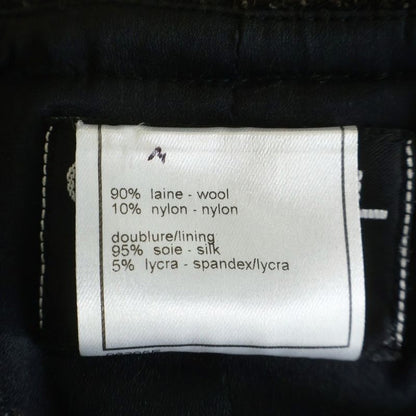 90% laine - wool
10% nylon - nylon
doublure/lining
95% soie - silk
5% lycra - spandex/lycra